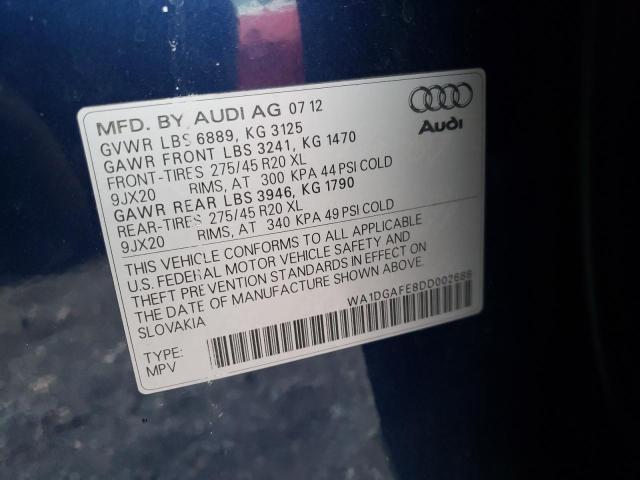 MFD. BY AUDI AG 07 12
GVWR LBS 6889, KG 3125
GAWR FRONT LBS 3241, KG 1470
FRONT-TIRES 275/45 R20 XL
9JX20 RIMS, AT 300 KPA 44 PSI COLD
GAWR REAR LBS 3946, KG 1790
REAR-TIRES 275/45 R20 XL
9JX20 RIMS, AT 340 KPA 49 PSI COLD
Audi
THIS VEHICLE CONFORMS TO ALL APPLICABLE
U.S. FEDERAL MOTOR VEHICLE SAFETY AND
THEFT PREVENTION STANDARDS IN EFFECT ON
THE DATE OF MANUFACTURE SHOWN ABOVE.
SLOVAKIA
WA1DGAFE8DD002688
TYPE:
MPV